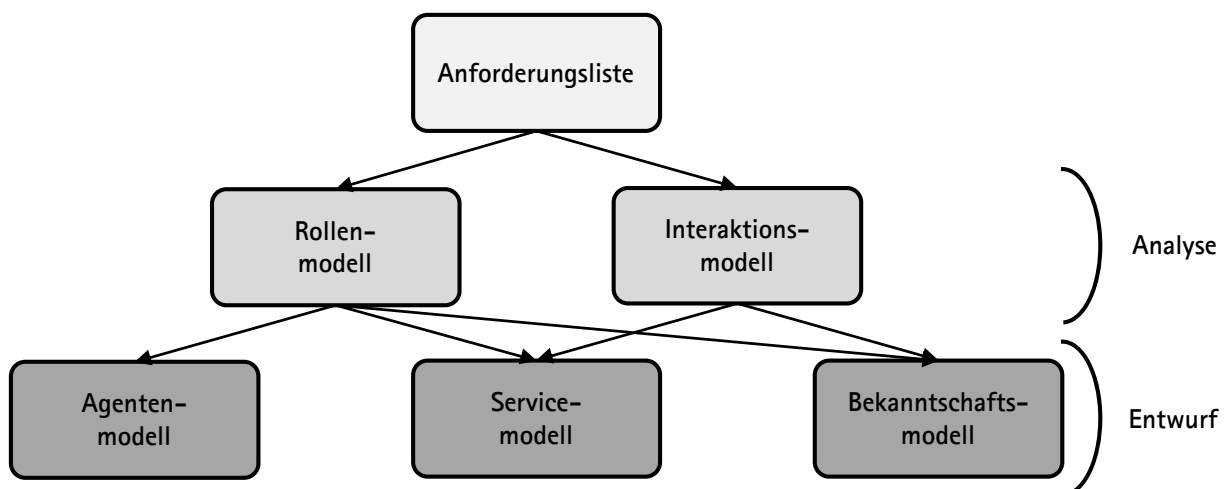 Anforderungsliste
Rollen-
modell
Interaktions-
modell
Analyse
Agenten-
modell
Service-
modell
Bekanntschafts-
modell
Entwurf